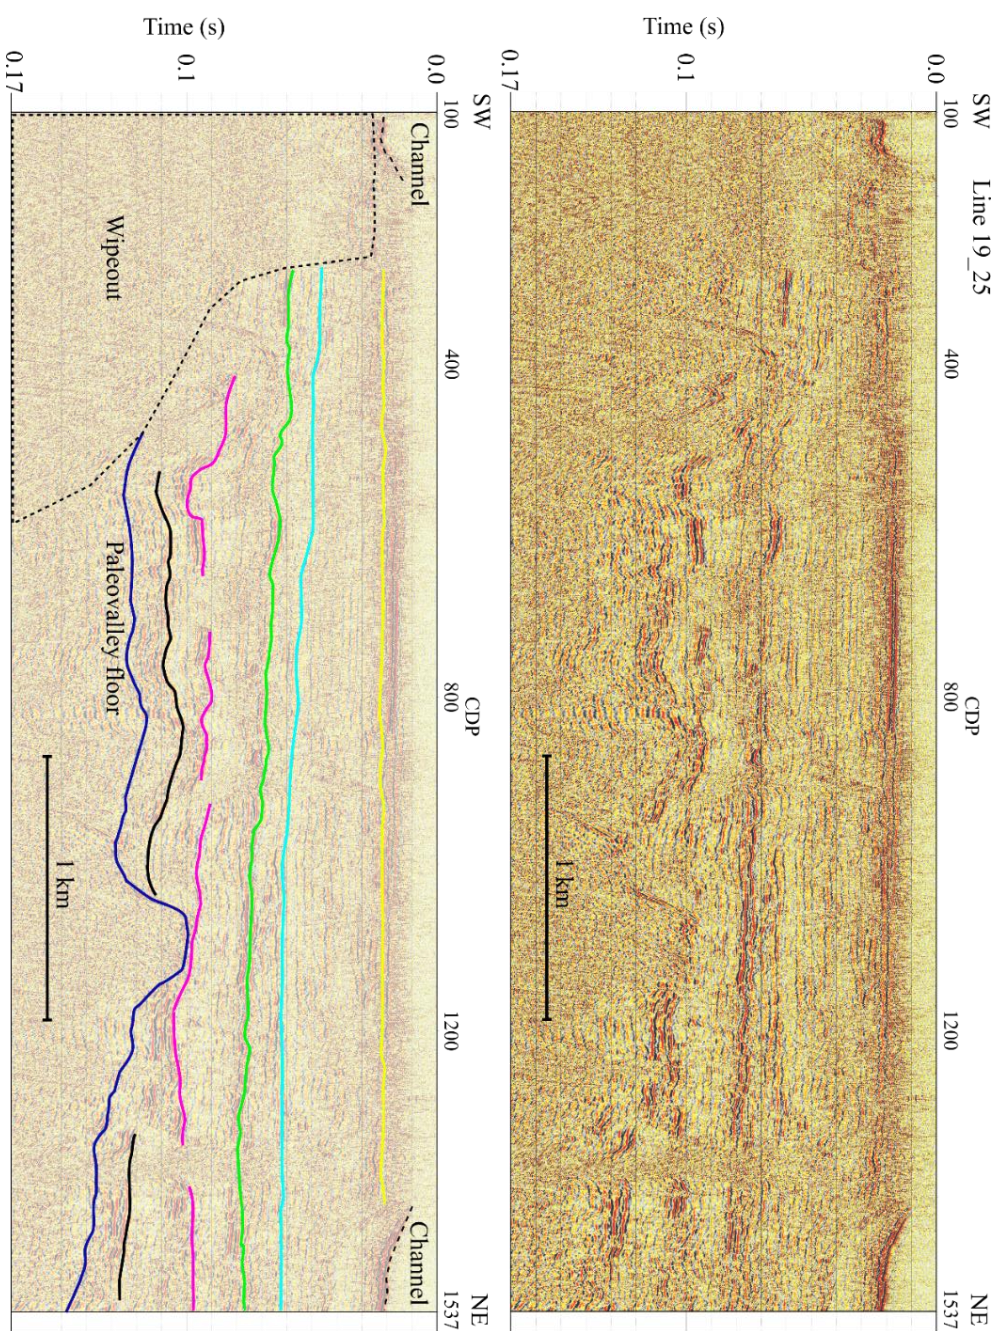 Line 19_25
SW
CDP
NE
100
400
800
1200
1537
0.0
0.1
0.17
Time (s)
1 km
SW
NE
100
400
800
1200
1537
0.0
0.1
0.17
Time (s)
Channel
Channel
Wipeout
Paleovalley floor
1 km